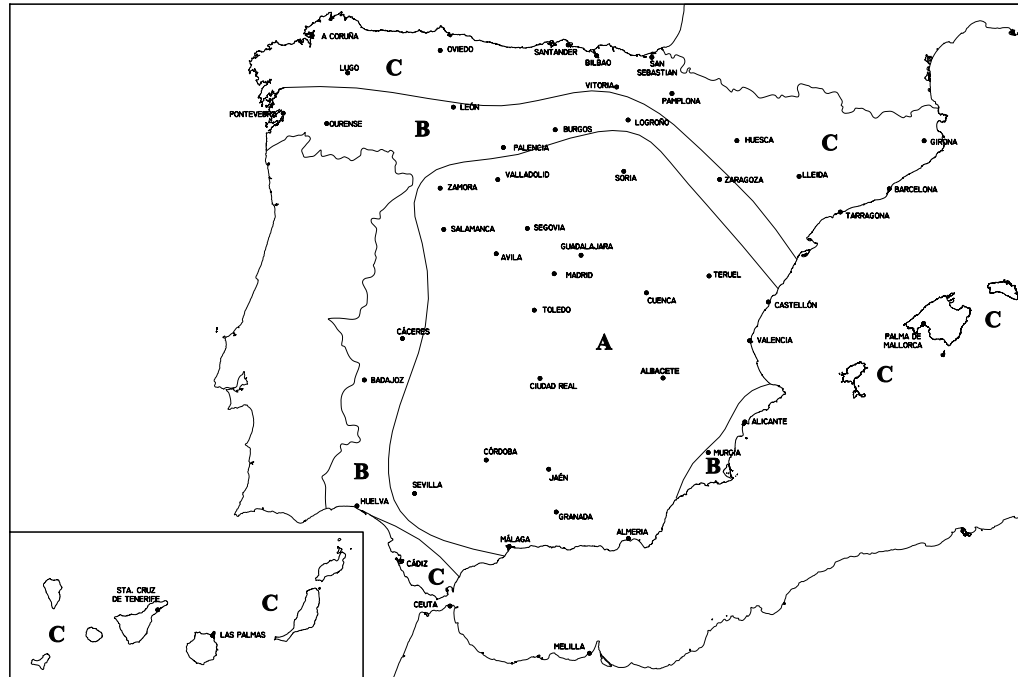 A CORUÑA
OVIEDO
SANTANDER
BILBAO
SAN
SEBASTIAN
LUGO
C
VITORIA
PAMPLONA
PONTEVEDRA
OURENSE
LEÓN
B
BURGOS
LOGROÑO
HUESCA
C
GIRONA
PALENCIA
ZAMORA
VALLADOLID
SORIA
ZARAGOZA
LLEIDA
BARCELONA
TARRAGONA
SALAMANCA
SEGOVIA
AVILA
GUADALAJARA
MADRID
TERUEL
CUENCA
CASTELLÓN
TOLEDO
C
CÁCERES
A
VALENCIA
PALMA DE
MALLORCA
BADAJOZ
CIUDAD REAL
ALBACETE
C
ALICANTE
CÓRDOBA
MURCIA
B
B
JAÉN
SEVILLA
HUELVA
GRANADA
MÁLAGA
ALMERIA
CÁDIZ
C
CEUTA
MELILLA
STA. CRUZ
DE TENERIFE
C
C
LAS PALMAS